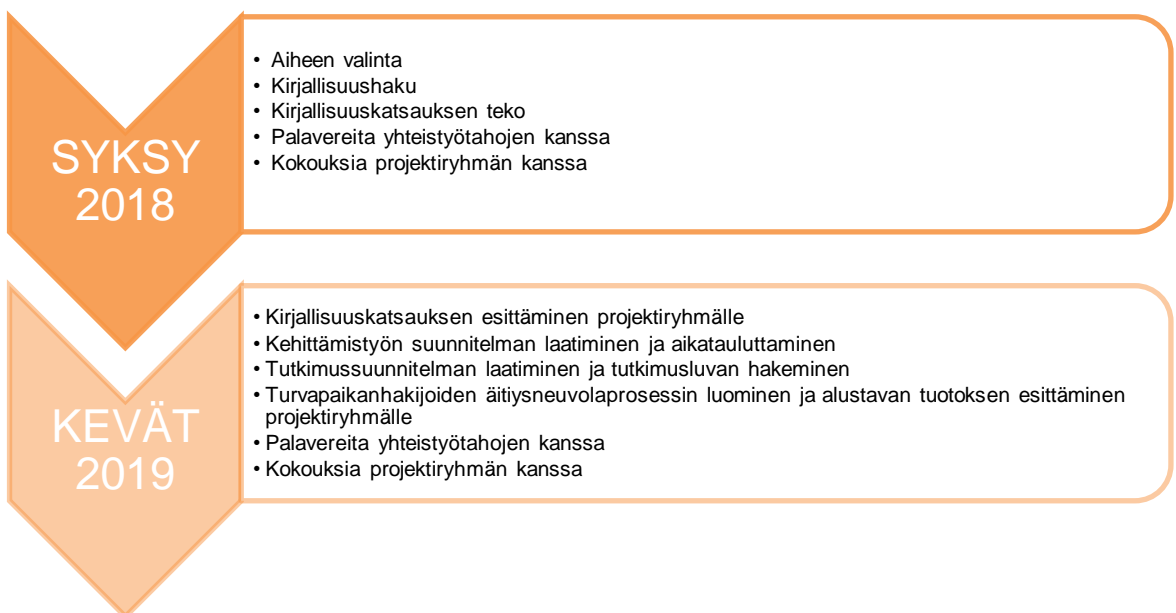 SYKSY
2018
• Aiheen valinta
• Kirjallisuushaku
• Kirjallisuuskatsauksen teko
• Palavereita yhteistyötahojen kanssa
• Kokouksia projektiryhmän kanssa
KEVÄT
2019
• Kirjallisuuskatsauksen esittäminen projektiryhmälle
• Kehittämistyön suunnitelman laatiminen ja aikatauluttaminen
• Tutkimussuunnitelman laatiminen ja tutkimusluvan hakeminen
• Turvapaikanhakijoiden äitiysneuvolaprosessin luominen ja alustavan tuotoksen esittäminen
projektiryhmälle
• Palavereita yhteistyötahojen kanssa
• Kokouksia projektiryhmän kanssa